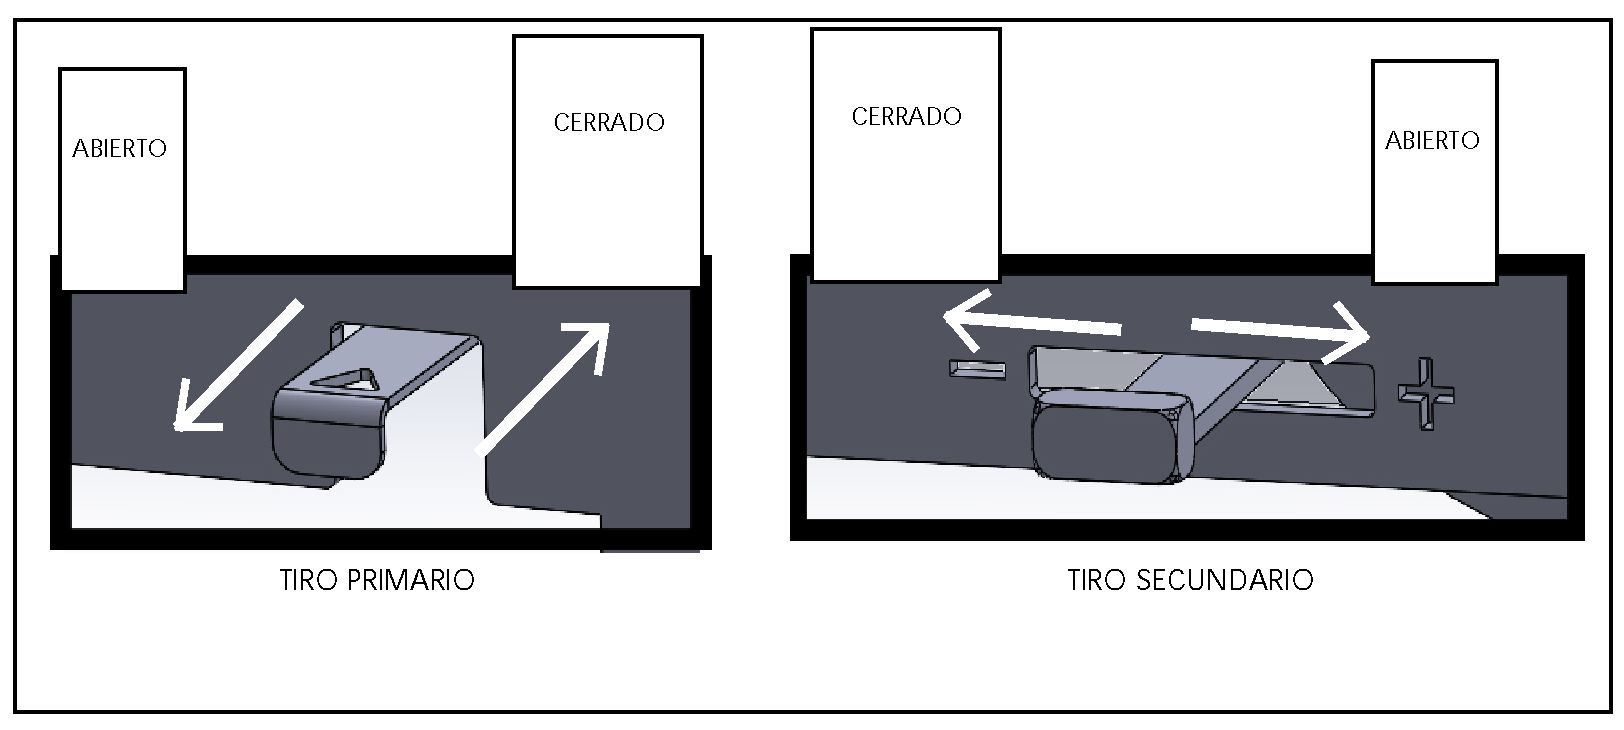 ABIERTO
CERRADO
TIRO PRIMARIO
CERRADO
ABIERTO
- +
TIRO SECUNDARIO